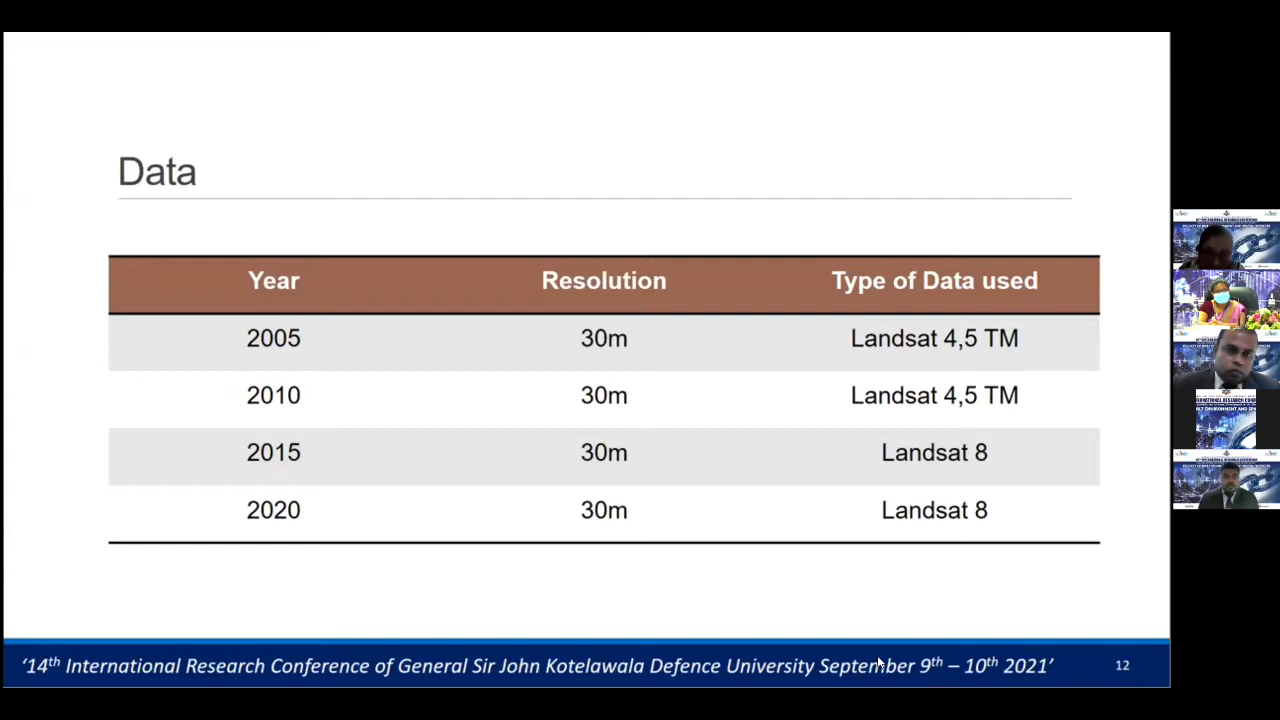 Data
Year Resolution Type of Data used
2005 30m Landsat 4,5 TM
2010 30m Landsat 4,5 TM
2015 30m Landsat 8
2020 30m Landsat 8
‘14th International Research Conference of General Sir John Kotelawala Defence University September 9th – 10th 2021’ 12